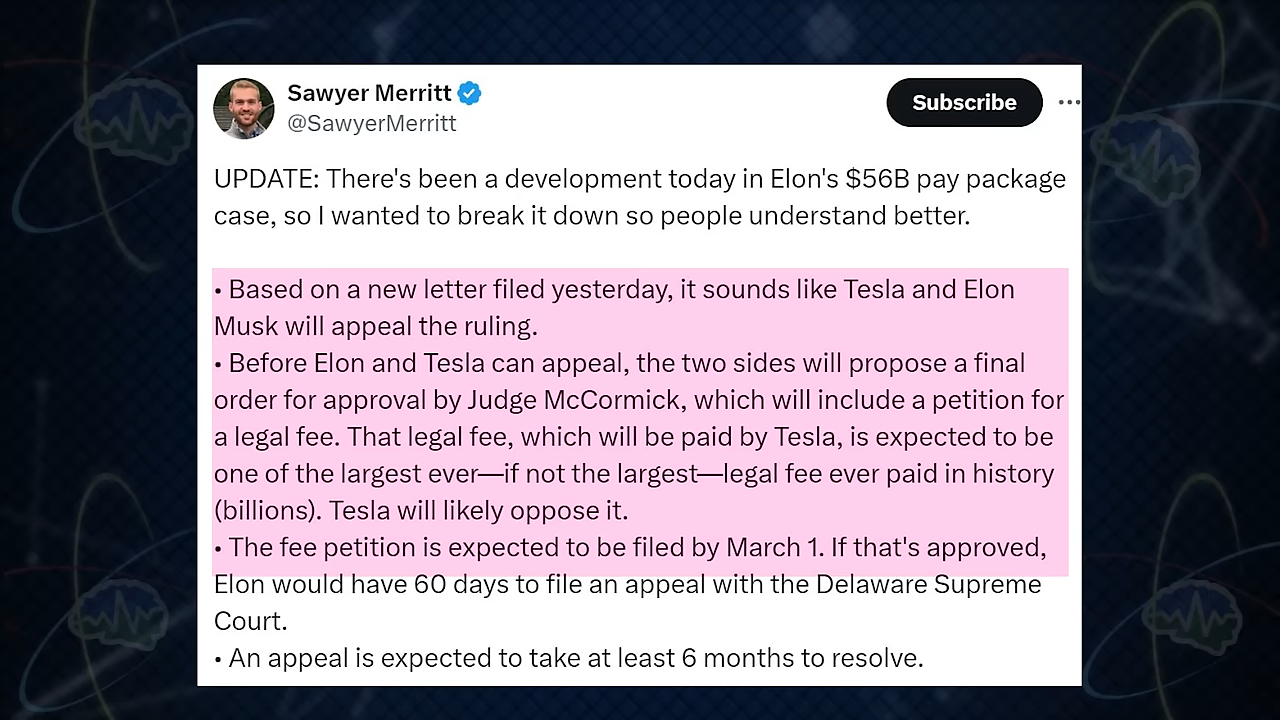 Sawyer Merritt
@SawyerMerritt
Subscribe
UPDATE: There's been a development today in Elon's $56B pay package
case, so I wanted to break it down so people understand better.
• Based on a new letter filed yesterday, it sounds like Tesla and Elon
Musk will appeal the ruling.
• Before Elon and Tesla can appeal, the two sides will propose a final
order for approval by Judge McCormick, which will include a petition for
a legal fee. That legal fee, which will be paid by Tesla, is expected to be
one of the largest ever—if not the largest—legal fee ever paid in history
(billions). Tesla will likely oppose it.
• The fee petition is expected to be filed by March 1. If that's approved,
Elon would have 60 days to file an appeal with the Delaware Supreme
Court.
• An appeal is expected to take at least 6 months to resolve.